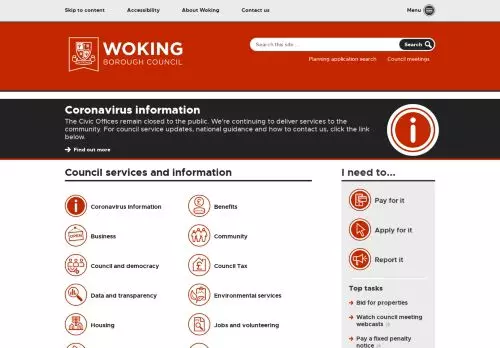 Skip to content
Accessibility
About Woking
Contact us
Menu
WOKING
BOROUGH COUNCIL
Search this site ...
Search
Planning application search
Council meetings
Coronavirus information
The Civic Offices remain closed to the public. We're continuing to deliver services to the
community. For council service updates, national guidance and how to contact us, click the link
below.
Find out more
Council services and information
Coronavirus information
Benefits
Business
Community
Council and democracy
Council Tax
Data and transparency
Environmental services
Housing
Jobs and volunteering
I need to...
Pay for it
Apply for it
Report it
Top tasks
Bid for properties
Watch council meeting
webcasts
Pay a fixed penalty
notice